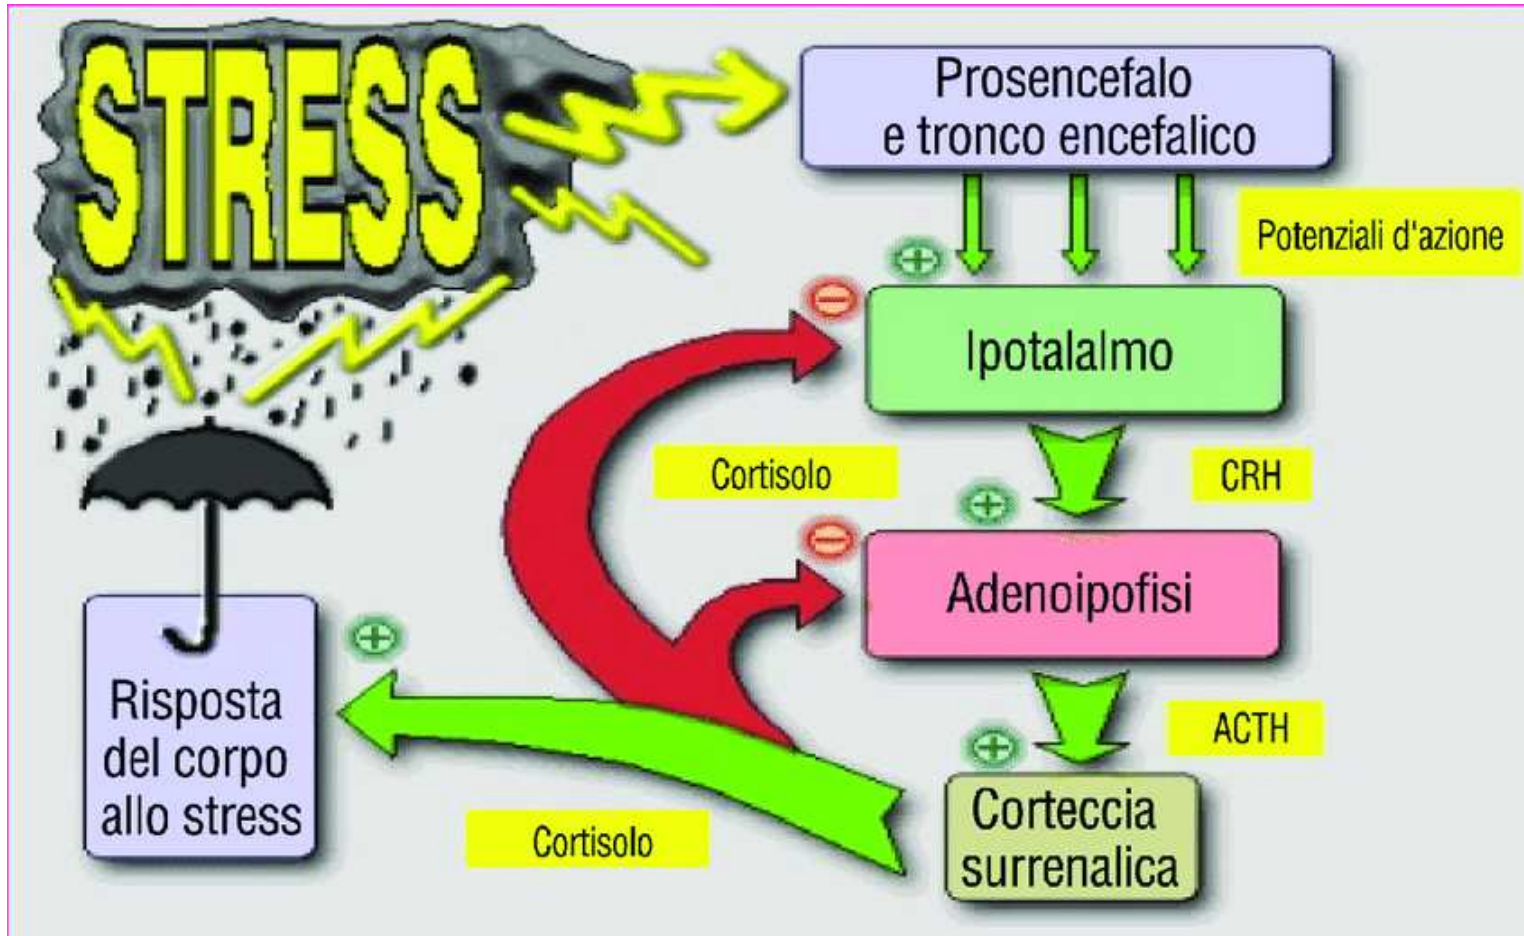 STRESS
Prosencefalo
e tronco encefalico
Potenziali d'azione
Ipotalalmo
Cortisolo
CRH
Adenoipofisi
Risposta
del corpo
allo stress
ACTH
Cortisolo
Corteccia
surrenalica